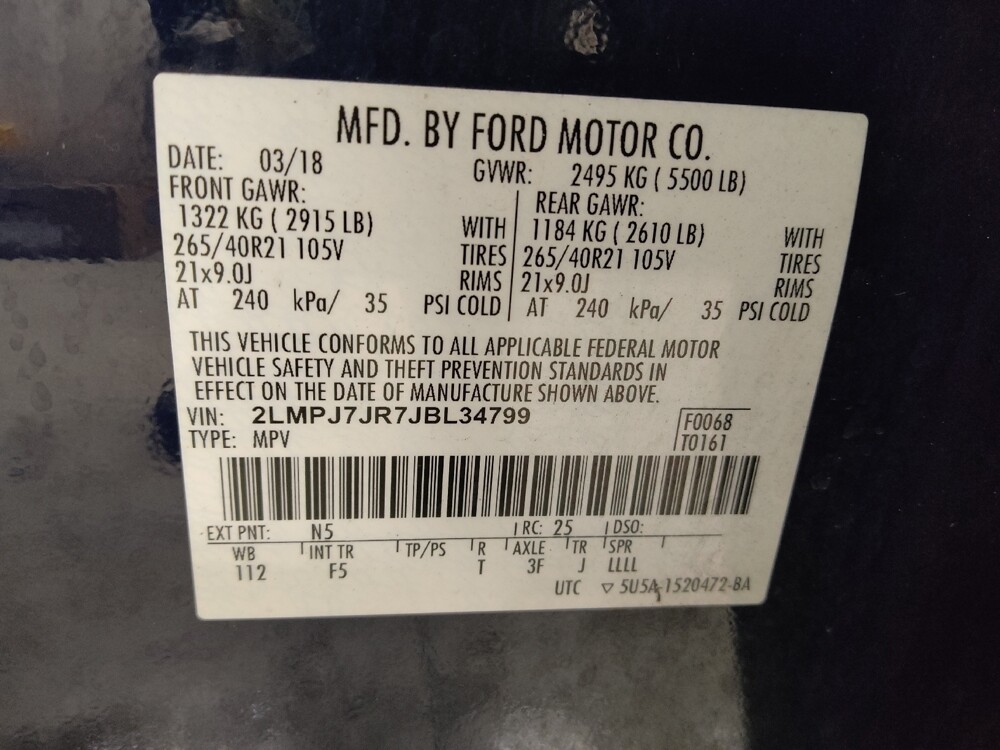 MFD. BY FORD MOTOR CO.
DATE: 03/18 GVWR: 2495 KG ( 5500 LB)
FRONT GAWR: REAR GAWR:
1322 KG ( 2915 LB) WITH 1184 KG ( 2610 LB) WITH
265/40R21 105V TIRES 265/40R21 105V TIRES
21x9.0J RIMS 21x9.0J RIMS
AT 240 kPa/ 35 PSI COLD AT 240 kPa/ 35 PSI COLD
THIS VEHICLE CONFORMS TO ALL APPLICABLE FEDERAL MOTOR
VEHICLE SAFETY AND THEFT PREVENTION STANDARDS IN
EFFECT ON THE DATE OF MANUFACTURE SHOWN ABOVE.
VIN: 2LMPJ7JR7JBL34799 F0068
TYPE: MPV T0161
EXT PNT: N5 RC: 25 DSO:
WB INT TR TP/PS R AXLE TR SPR
112 F5 T 3F J LLLL
UTC ▽ 5U5A-1520472-BA